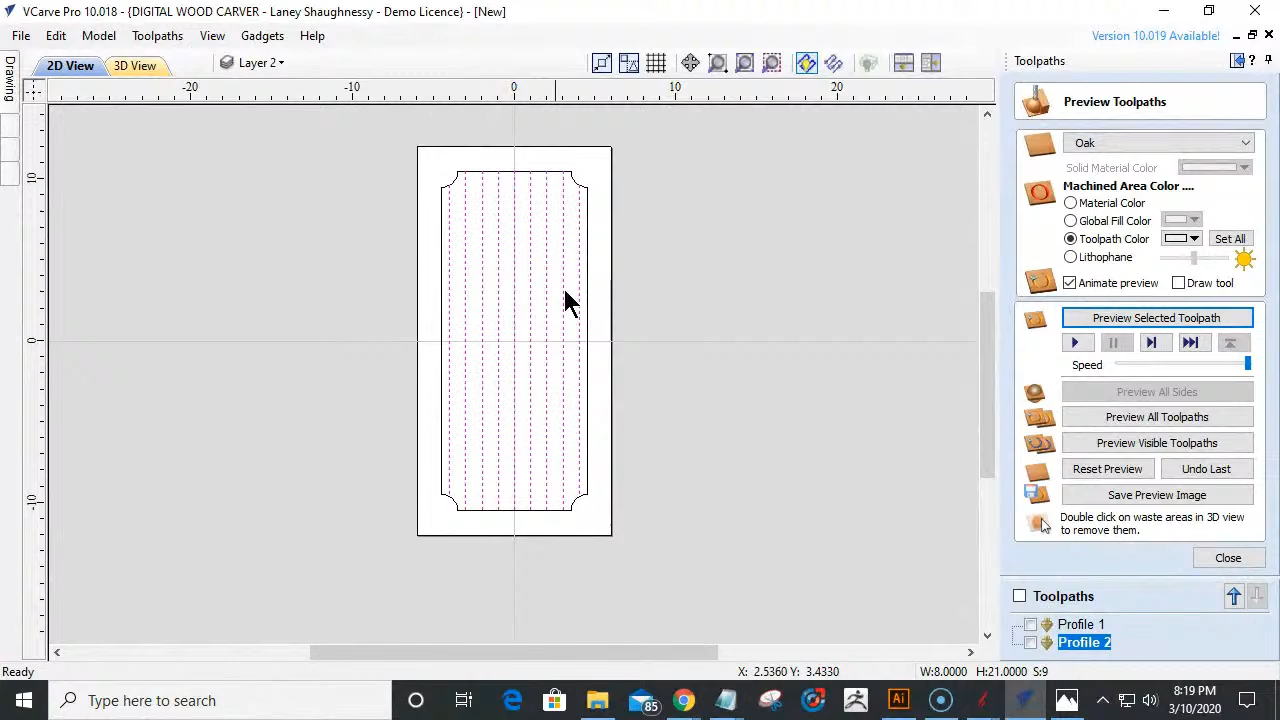 VCarve Pro 10.018 - {DIGITAL WOOD CARVER - Laney Shaughnessy - Demo Licence} - [New]
File Edit Model Toolpaths View Gadgets Help Version 10.019 Available!
2D View 3D View Layer 2 Toolpaths
Drawing
-20 -10 0 10 20
10
0
-10
Preview Toolpaths
Oak
Solid Material Color
Machined Area Color ....
Material Color
Global Fill Color
Toolpath Color Set All
Lithophane
Animate preview Draw tool
Preview Selected Toolpath
Speed
Preview All Sides
Preview All Toolpaths
Preview Visible Toolpaths
Reset Preview Undo Last
Save Preview Image
Double click on waste areas in 3D view
to remove them.
Close
Toolpaths
Profile 1
Profile 2
Ready X: 2.5360 Y: 3.4330 W:8.0000 H:21.0000 S:9
Type here to search 85 Ai 8:19 PM
3/10/2020